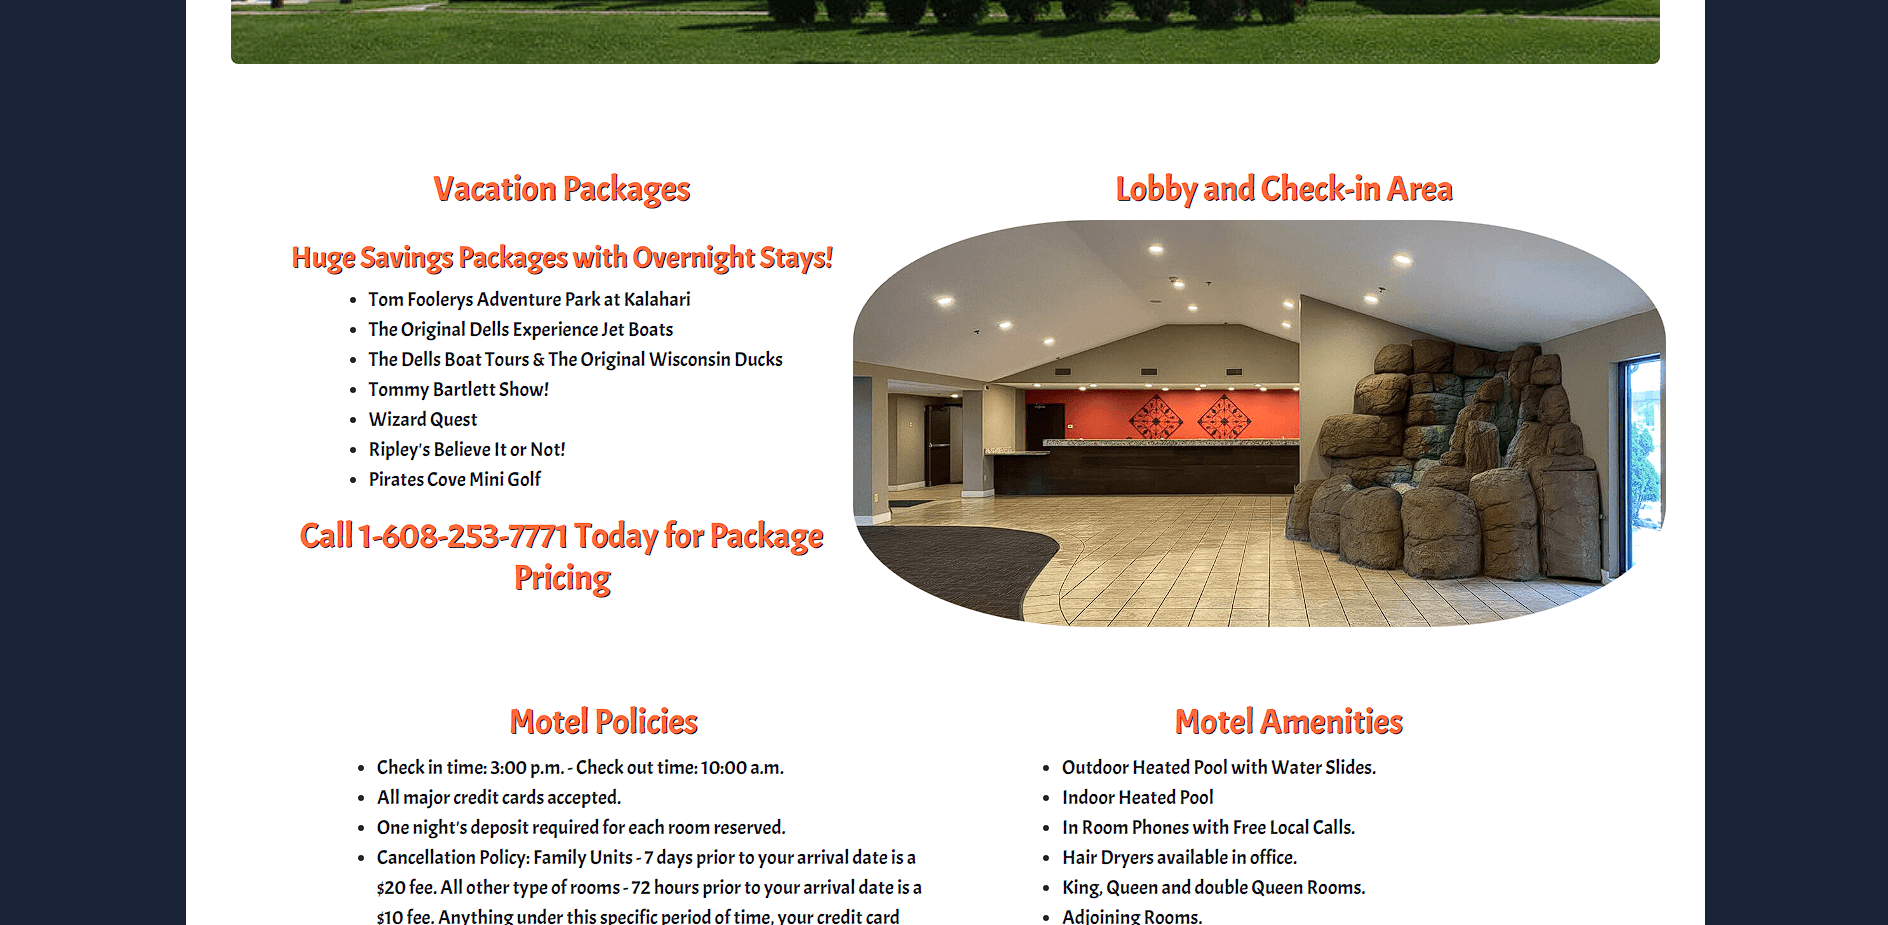 Vacation Packages
Huge Savings Packages with Overnight Stays!
Tom Foolerys Adventure Park at Kalahari
The Original Dells Experience Jet Boats
The Dells Boat Tours & The Original Wisconsin Ducks
Tommy Bartlett Show!
Wizard Quest
Ripley's Believe It or Not!
Pirates Cove Mini Golf
Call 1-608-253-7771 Today for Package
Pricing
Lobby and Check-in Area
Motel Policies
Check in time: 3:00 p.m. - Check out time: 10:00 a.m.
All major credit cards accepted.
One night's deposit required for each room reserved.
Cancellation Policy: Family Units - 7 days prior to your arrival date is a
$20 fee. All other type of rooms - 72 hours prior to your arrival date is a
$10 fee. Anything under this specific period of time, your credit card
Motel Amenities
Outdoor Heated Pool with Water Slides.
Indoor Heated Pool
In Room Phones with Free Local Calls.
Hair Dryers available in office.
King, Queen and double Queen Rooms.
Adjoining Rooms.